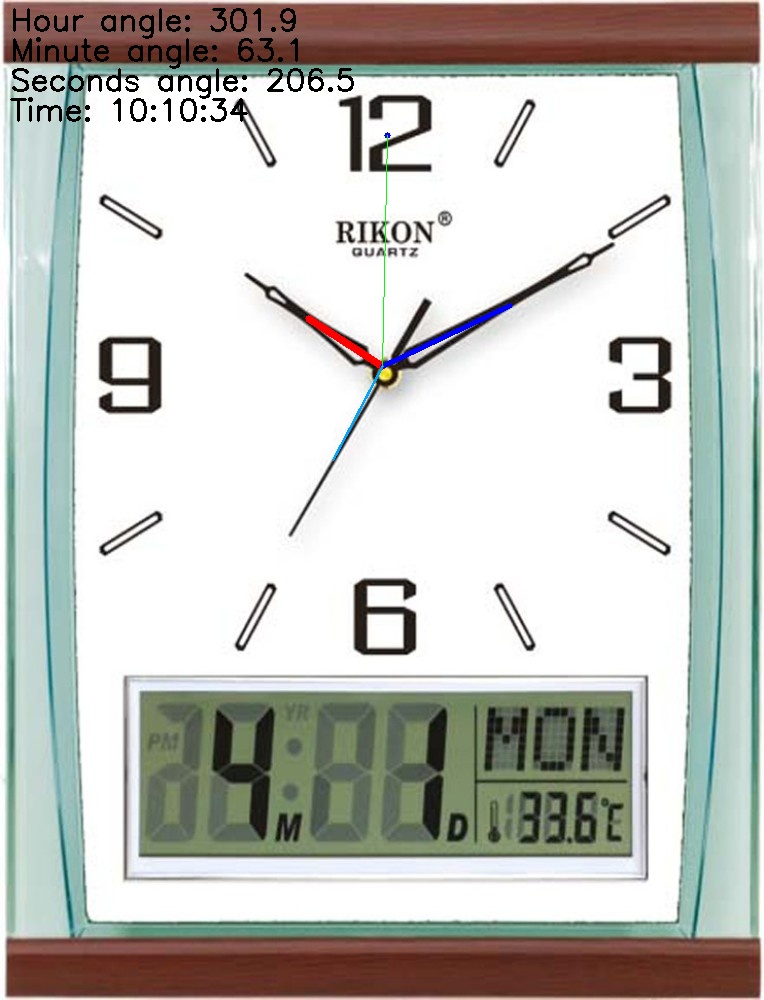 Hour angle: 301.9
Minute angle: 63.1
Seconds angle: 206.5
Time: 10:10:34
12
RIKON®
QUARTZ
9
3
6
PM
YR
4 M 1 D
MON
33.6°C